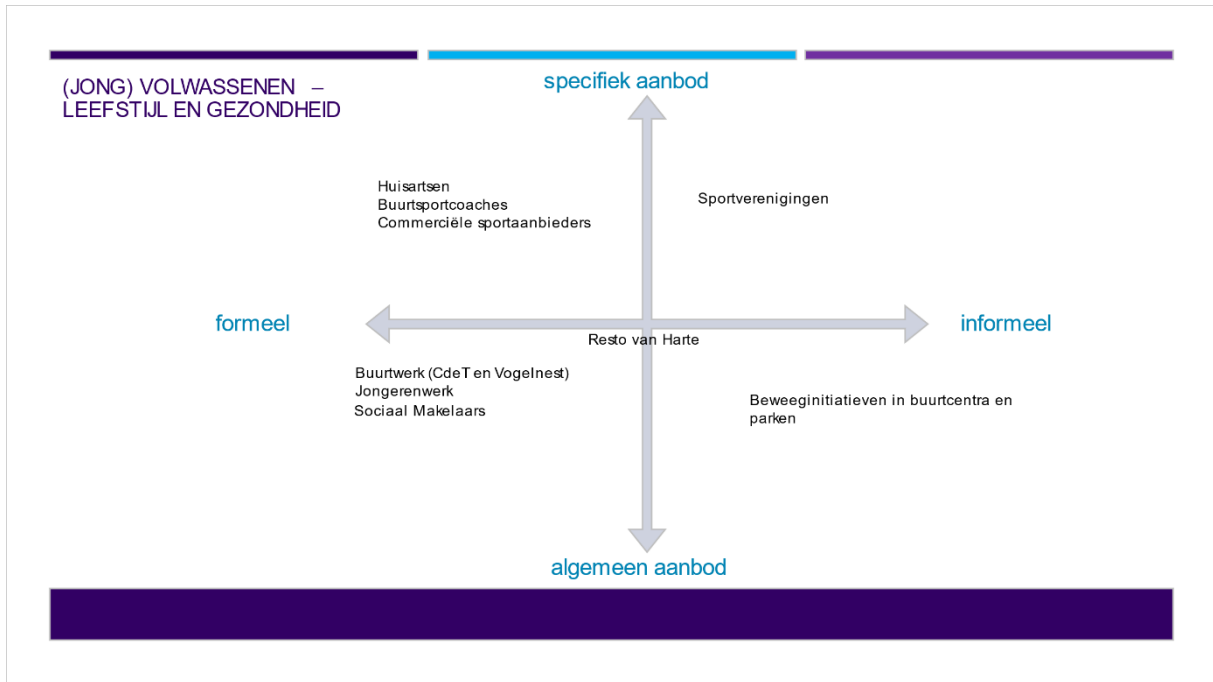 (JONG) VOLWASSENEN –
LEEFSTIJL EN GEZONDHEID
specifiek aanbod
Huisartsen
Buurtsportcoaches
Commerciële sportaanbieders
Sportverenigingen
formeel
informeel
Resto van Harte
Buurtwerk (CdeT en Vogelnest)
Jongerenwerk
Sociaal Makelaars
Beweeginitiatieven in buurtcentra en
parken
algemeen aanbod